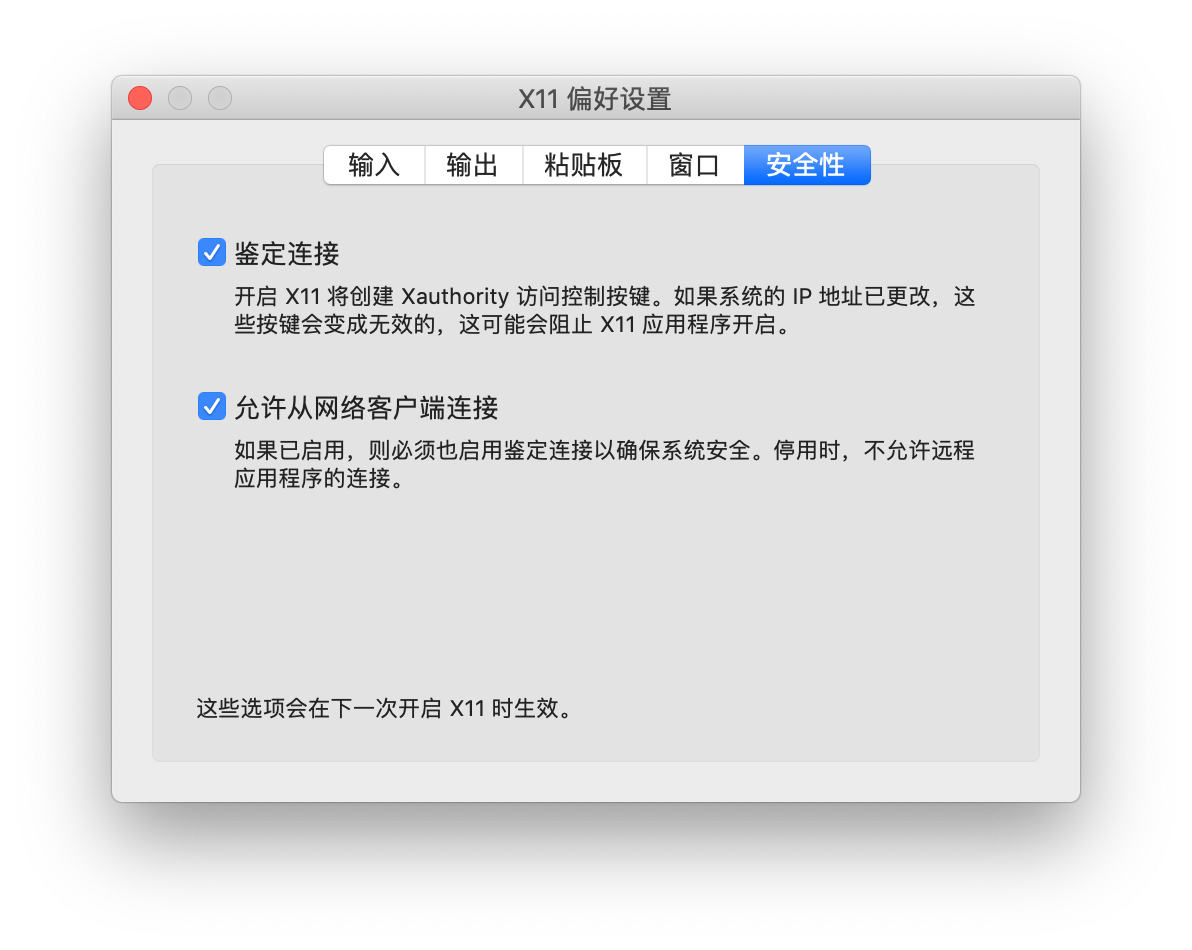 X11 偏好设置
输入 输出 粘贴板 窗口 安全性
鉴定连接
开启 X11 将创建 Xauthority 访问控制按键。如果系统的 IP 地址已更改，这
些按键会变成无效的，这可能会阻止 X11 应用程序开启。
允许从网络客户端连接
如果已启用，则必须也启用鉴定连接以确保系统安全。停用时，不允许远程
应用程序的连接。
这些选项会在下一次开启 X11 时生效。